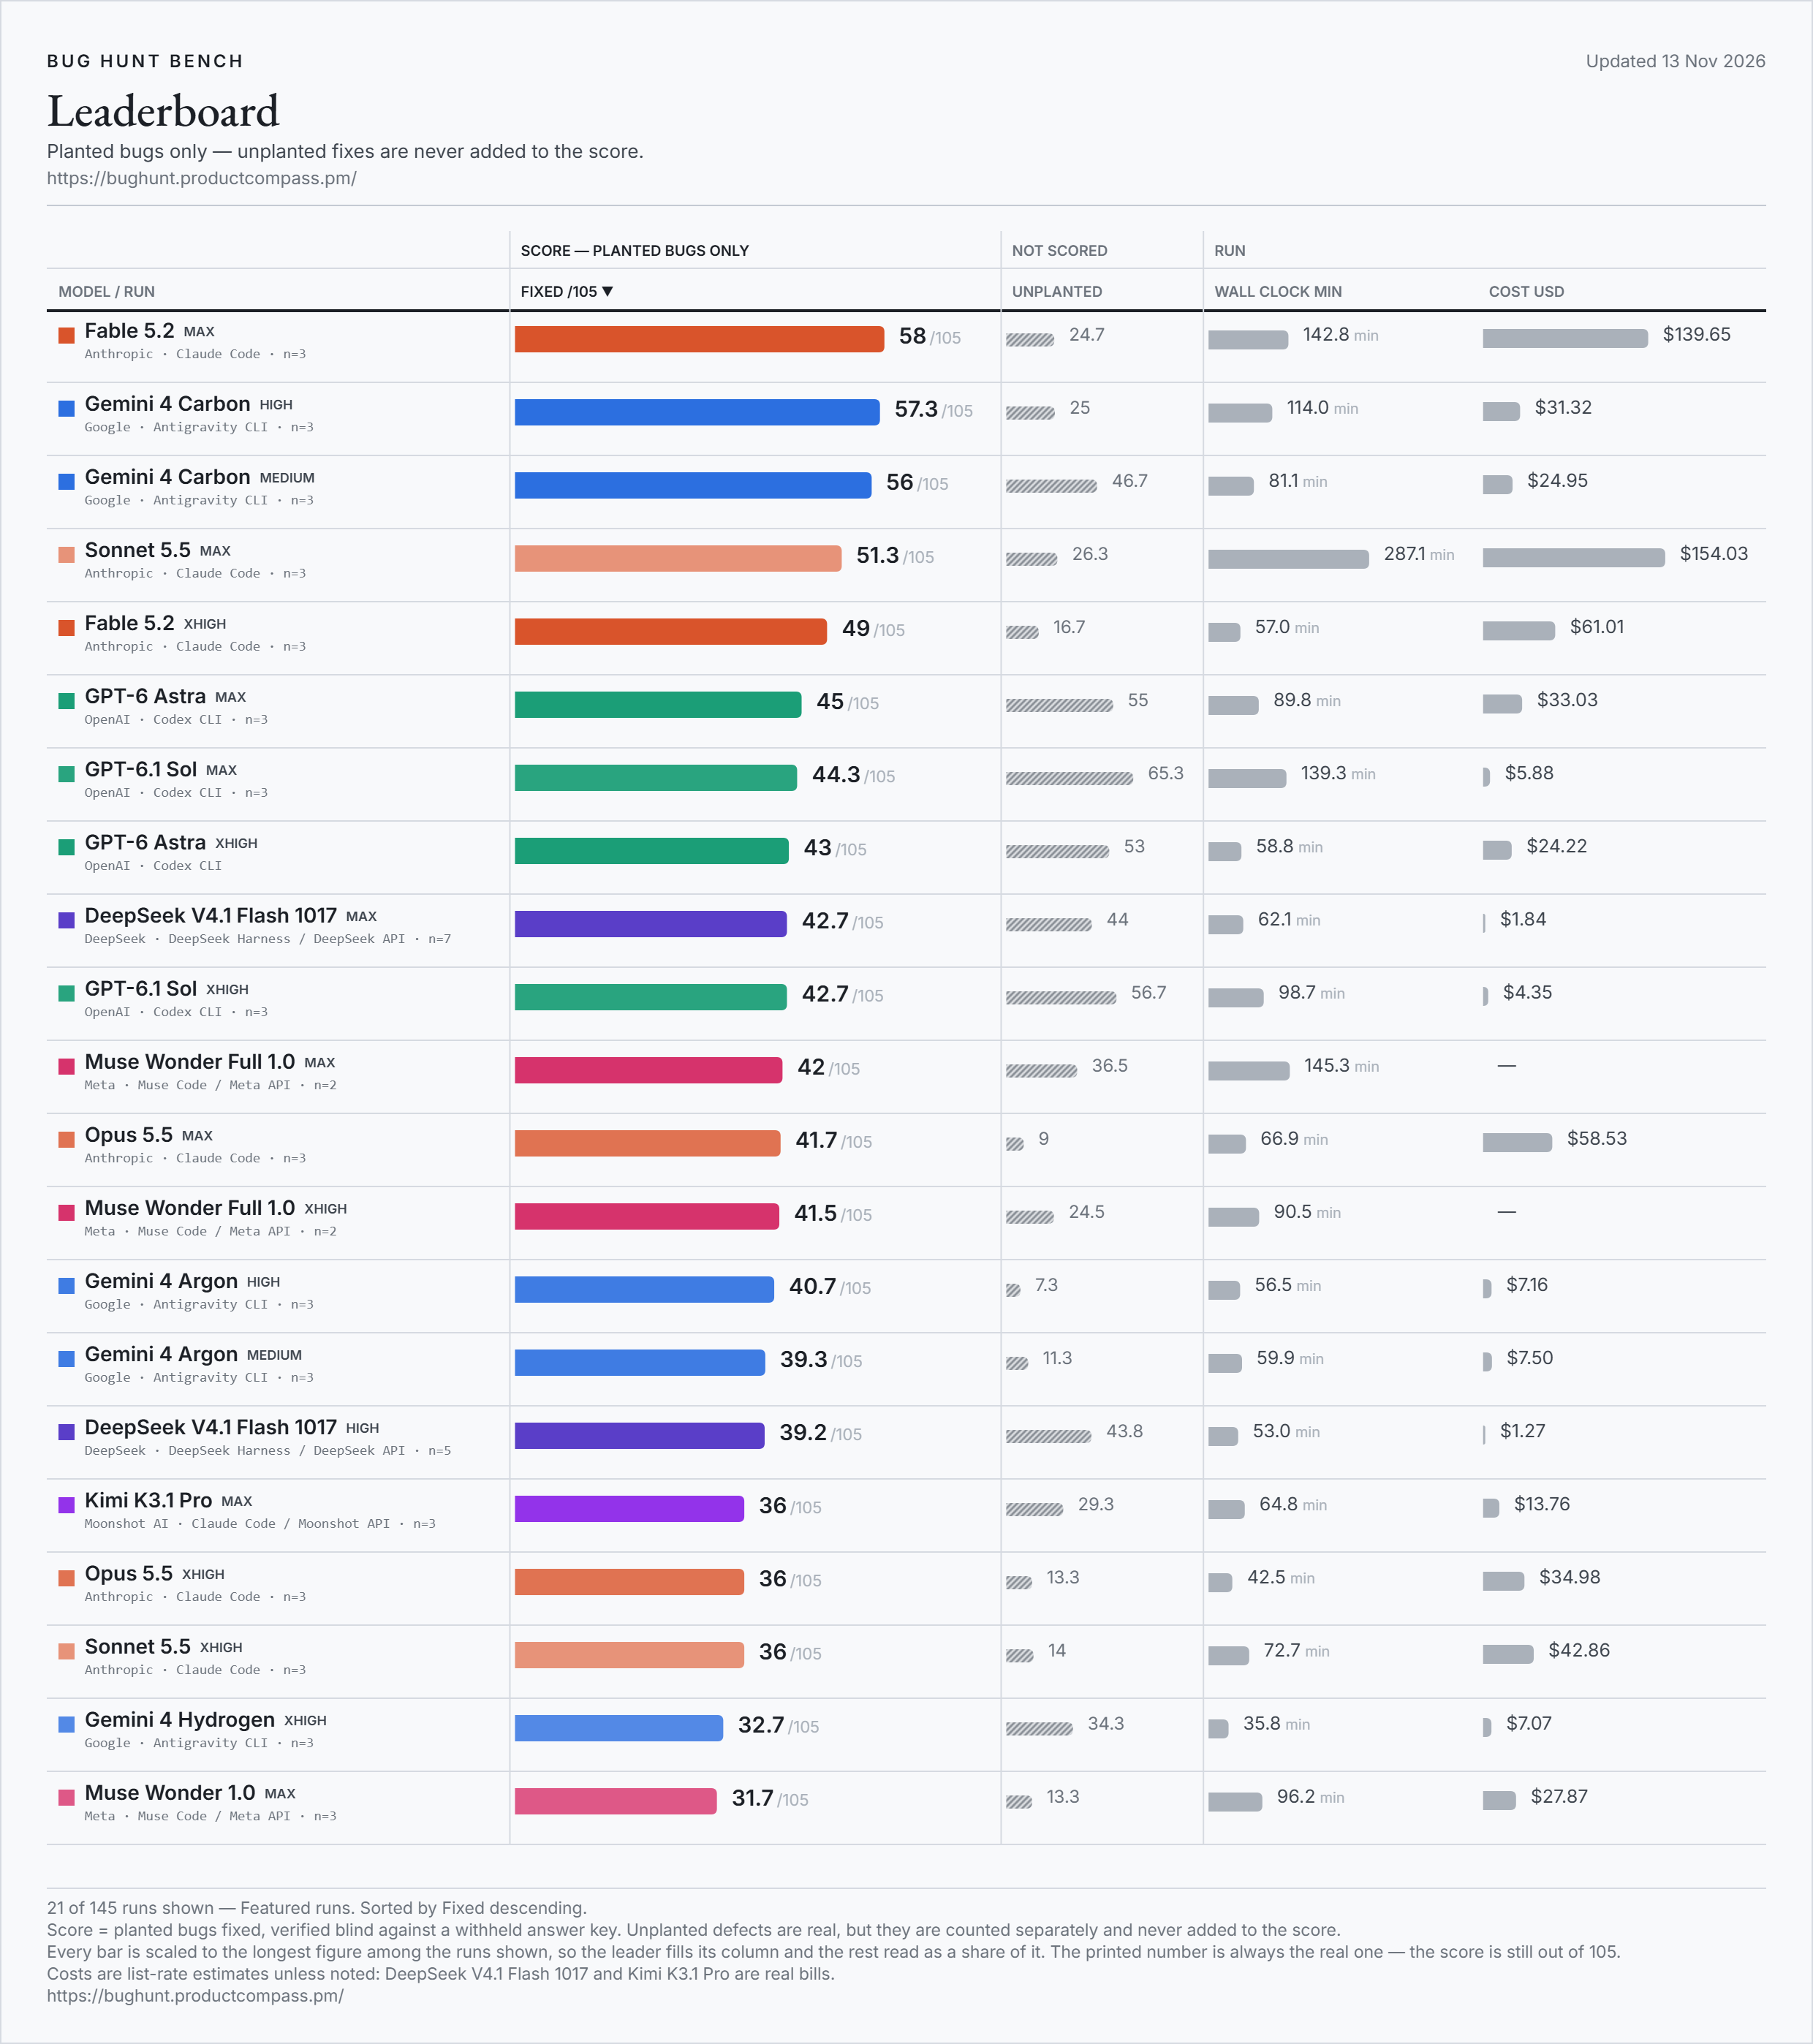 BUG HUNT BENCH
Updated 13 Nov 2026
Leaderboard
Planted bugs only — unplanted fixes are never added to the score.
https://bughunt.productcompass.pm/
SCORE — PLANTED BUGS ONLY NOT SCORED RUN
MODEL / RUN FIXED /105 ▼ UNPLANTED WALL CLOCK MIN COST USD
Fable 5.2 MAX 58 /105 24.7 142.8 min $139.65
Anthropic · Claude Code · n=3
Gemini 4 Carbon HIGH 57.3 /105 25 114.0 min $31.32
Google · Antigravity CLI · n=3
Gemini 4 Carbon MEDIUM 56 /105 46.7 81.1 min $24.95
Google · Antigravity CLI · n=3
Sonnet 5.5 MAX 51.3 /105 26.3 287.1 min $154.03
Anthropic · Claude Code · n=3
Fable 5.2 XHIGH 49 /105 16.7 57.0 min $61.01
Anthropic · Claude Code · n=3
GPT-6 Astra MAX 45 /105 55 89.8 min $33.03
OpenAI · Codex CLI · n=3
GPT-6.1 Sol MAX 44.3 /105 65.3 139.3 min $5.88
OpenAI · Codex CLI · n=3
GPT-6 Astra XHIGH 43 /105 53 58.8 min $24.22
OpenAI · Codex CLI
DeepSeek V4.1 Flash 1017 MAX 42.7 /105 44 62.1 min $1.84
DeepSeek · DeepSeek Harness / DeepSeek API · n=7
GPT-6.1 Sol XHIGH 42.7 /105 56.7 98.7 min $4.35
OpenAI · Codex CLI · n=3
Muse Wonder Full 1.0 MAX 42 /105 36.5 145.3 min —
Meta · Muse Code / Meta API · n=2
Opus 5.5 MAX 41.7 /105 9 66.9 min $58.53
Anthropic · Claude Code · n=3
Muse Wonder Full 1.0 XHIGH 41.5 /105 24.5 90.5 min —
Meta · Muse Code / Meta API · n=2
Gemini 4 Argon HIGH 40.7 /105 7.3 56.5 min $7.16
Google · Antigravity CLI · n=3
Gemini 4 Argon MEDIUM 39.3 /105 11.3 59.9 min $7.50
Google · Antigravity CLI · n=3
DeepSeek V4.1 Flash 1017 HIGH 39.2 /105 43.8 53.0 min $1.27
DeepSeek · DeepSeek Harness / DeepSeek API · n=5
Kimi K3.1 Pro MAX 36 /105 29.3 64.8 min $13.76
Moonshot AI · Claude Code / Moonshot API · n=3
Opus 5.5 XHIGH 36 /105 13.3 42.5 min $34.98
Anthropic · Claude Code · n=3
Sonnet 5.5 XHIGH 36 /105 14 72.7 min $42.86
Anthropic · Claude Code · n=3
Gemini 4 Hydrogen XHIGH 32.7 /105 34.3 35.8 min $7.07
Google · Antigravity CLI · n=3
Muse Wonder 1.0 MAX 31.7 /105 13.3 96.2 min $27.87
Meta · Muse Code / Meta API · n=3
21 of 145 runs shown — Featured runs. Sorted by Fixed descending.
Score = planted bugs fixed, verified blind against a withheld answer key. Unplanted defects are real, but they are counted separately and never added to the score.
Every bar is scaled to the longest figure among the runs shown, so the leader fills its column and the rest read as a share of it. The printed number is always the real one — the score is still out of 105.
Costs are list-rate estimates unless noted: DeepSeek V4.1 Flash 1017 and Kimi K3.1 Pro are real bills.
https://bughunt.productcompass.pm/